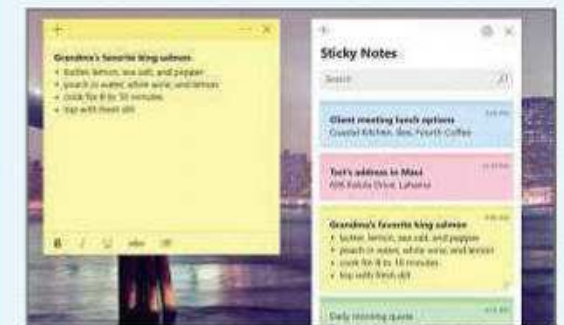 Grandma's favorite king salmon
• butter, lemon, sea salt, and pepper
• poach in water, white wine, and lemon
• cook for 8 to 10 minutes
• top with fresh dill
B I U abc
Sticky Notes
Search
Client meeting lunch options
Coastal Kitchen, Fourth Coffee
Tori's address in Maui
Drive, Lahaina
Grandma's favorite king salmon
• butter, lemon, sea salt, and pepper
• poach in water, white wine, and lemon
• cook for 8 to 10 minutes
• top with fresh dill
Daily morning quote